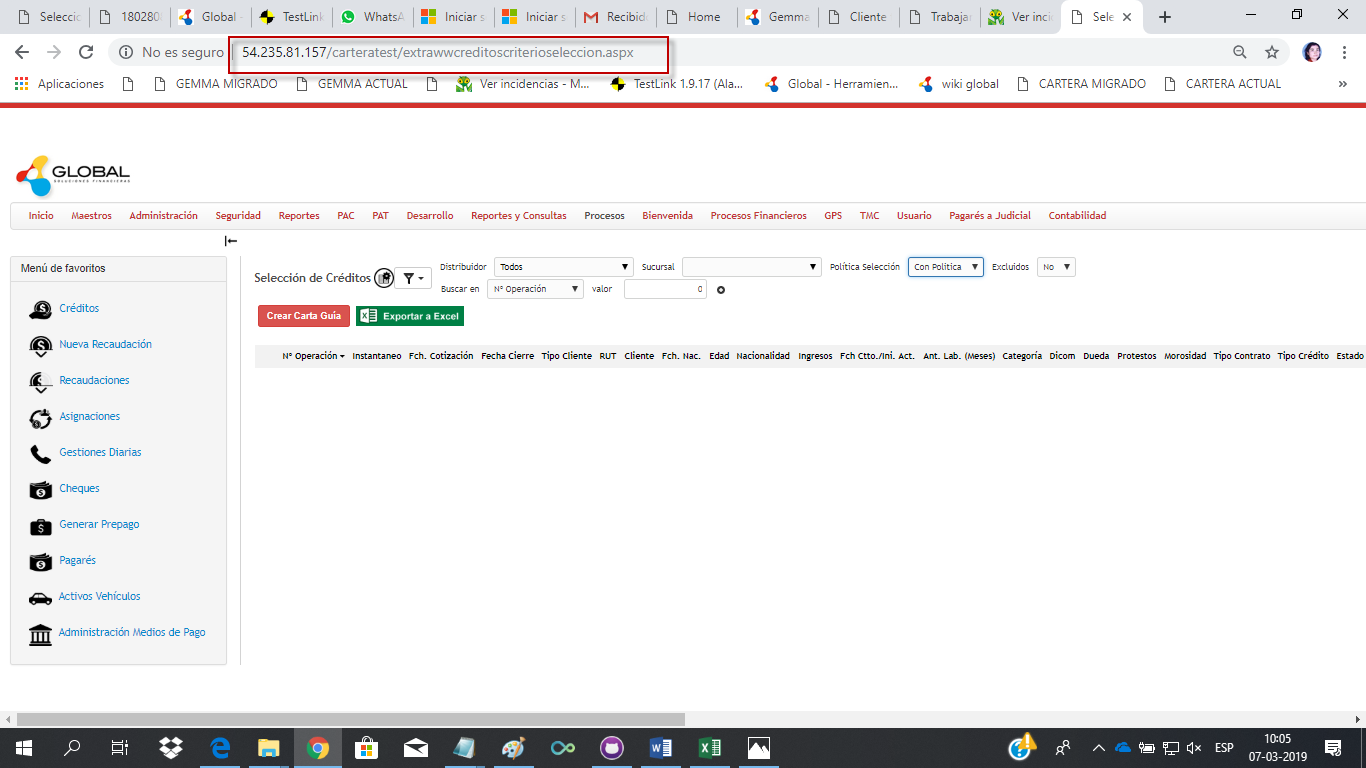 Selecci
180280
Global -
TestLink
WhatsA
Iniciar s
Iniciar s
Recibid
Home
Gemma
Cliente
Trabajar
Ver inci
Sele
No es seguro | 54.235.81.157/carteratest/extrawwcreditoscriterioseleccion.aspx
Aplicaciones
GEMMA MIGRADO
GEMMA ACTUAL
Ver incidencias - M...
TestLink 1.9.17 (Ala...
Global - Herramien...
wiki global
CARTERA MIGRADO
CARTERA ACTUAL
»
GLOBAL
SOLUCIONES FINANCIERAS
Inicio Maestros Administración Seguridad Reportes PAC PAT Desarrollo Reportes y Consultas Procesos Bienvenida Procesos Financieros GPS TMC Usuario Pagarés a Judicial Contabilidad
Menú de favoritos
Créditos
Nueva Recaudación
Recaudaciones
Asignaciones
Gestiones Diarias
Cheques
Generar Prepago
Pagarés
Activos Vehículos
Administración Medios de Pago
Selección de Créditos
Distribuidor Todos Sucursal Política Selección Con Política Excluidos No
Buscar en Nº Operación valor 0
Crear Carta Guía Exportar a Excel
Nº Operación Instantaneo Fch. Cotización Fecha Cierre Tipo Cliente RUT Cliente Fch. Nac. Edad Nacionalidad Ingresos Fch Ctto./Ini. Act. Ant. Lab. (Meses) Categoría Dicom Dueda Protestos Morosidad Tipo Contrato Tipo Crédito Estado
ESP
10:05
07-03-2019